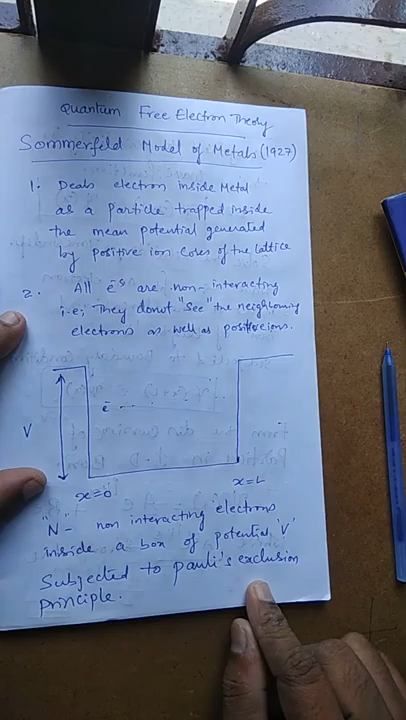 Quantum Free Electron Theory
Sommerfeld Model of Metals (1927)
1. Deals electron inside Metal
as a particle trapped inside
the mean potential generated
by positive ion cores of the lattice
2. All e⁻s are non-interacting
i.e; They donot "See" the neighbouring
electrons as well as positive ions.
e⁻ ...
V
x=0
x=L
"N" - non interacting electrons
inside a box of potential 'V'
Subjected to pauli's exclusion
principle.